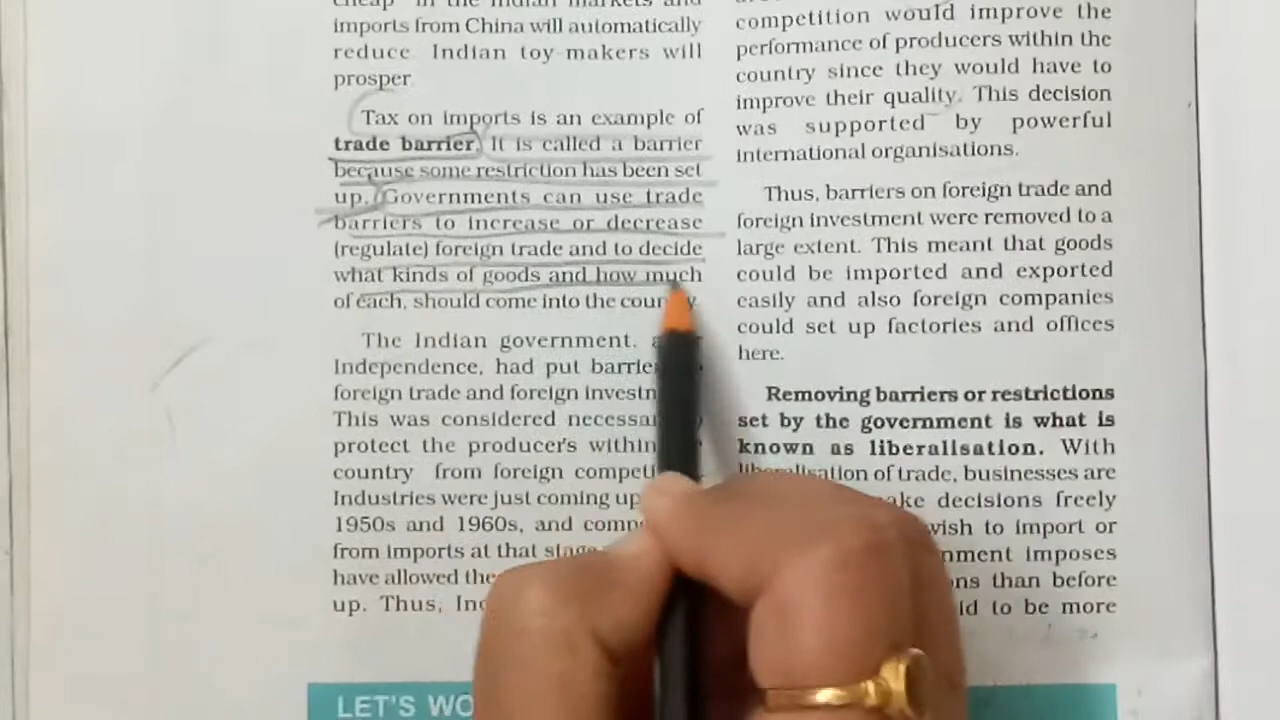 imports from China will automatically
reduce. Indian toy-makers will
prosper.
Tax on imports is an example of
trade barrier. It is called a barrier
because some restriction has been set
up. Governments can use trade
barriers to increase or decrease
(regulate) foreign trade and to decide
what kinds of goods and how much
of each, should come into the
The Indian government,
Independence, had put
foreign trade and foreign
This was considered
protect the producers within
country from foreign
Industries were just coming up
1950s and 1960s, and
from imports at that
have allowed
up. Thus,
competition would improve the
performance of producers within the
country since they would have to
improve their quality. This decision
was supported by powerful
international organisations.
Thus, barriers on foreign trade and
foreign investment were removed to a
large extent. This meant that goods
could be imported and exported
easily and also foreign companies
could set up factories and offices
here.
Removing barriers or restrictions
set by the government is what is
known as liberalisation. With
liberalisation of trade, businesses are
decisions freely
wish to import or
imposes
than before
to be more
LET'S